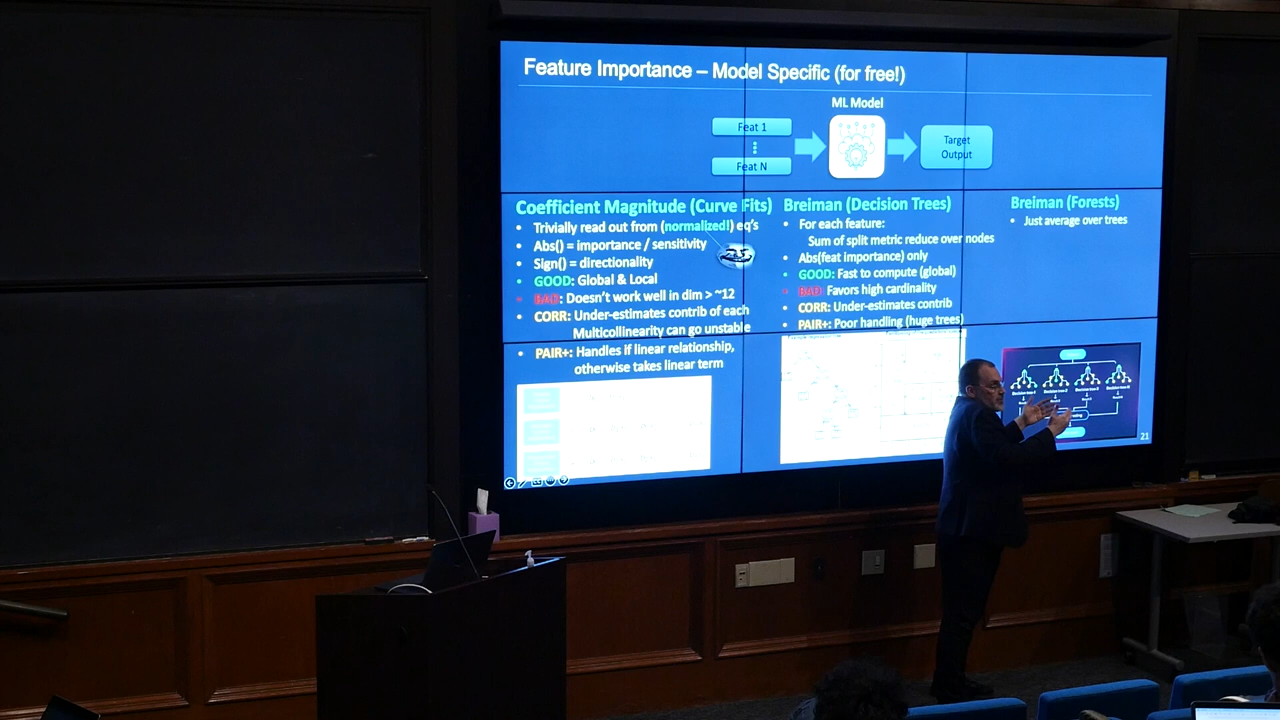 Feature Importance – Model Specific (for free!)
ML Model
Feat 1
Feat N
Target
Output
Coefficient Magnitude (Curve Fits)
• Trivially read out from (normalized!) eq's
• Abs() = importance / sensitivity
• Sign() = directionality
• GOOD: Global & Local
• BAD: Doesn't work well in dim > ~12
• CORR: Under-estimates contrib of each
Multicollinearity can go unstable
• PAIR+: Handles if linear relationship,
otherwise takes linear term
Breiman (Decision Trees)
• For each feature:
Sum of split metric reduce over nodes
• Abs(feat importance) only
• GOOD: Fast to compute (global)
• BAD: Favors high cardinality
• CORR: Under-estimates contrib
• PAIR+: Poor handling (huge trees)
Breiman (Forests)
• Just average over trees
21